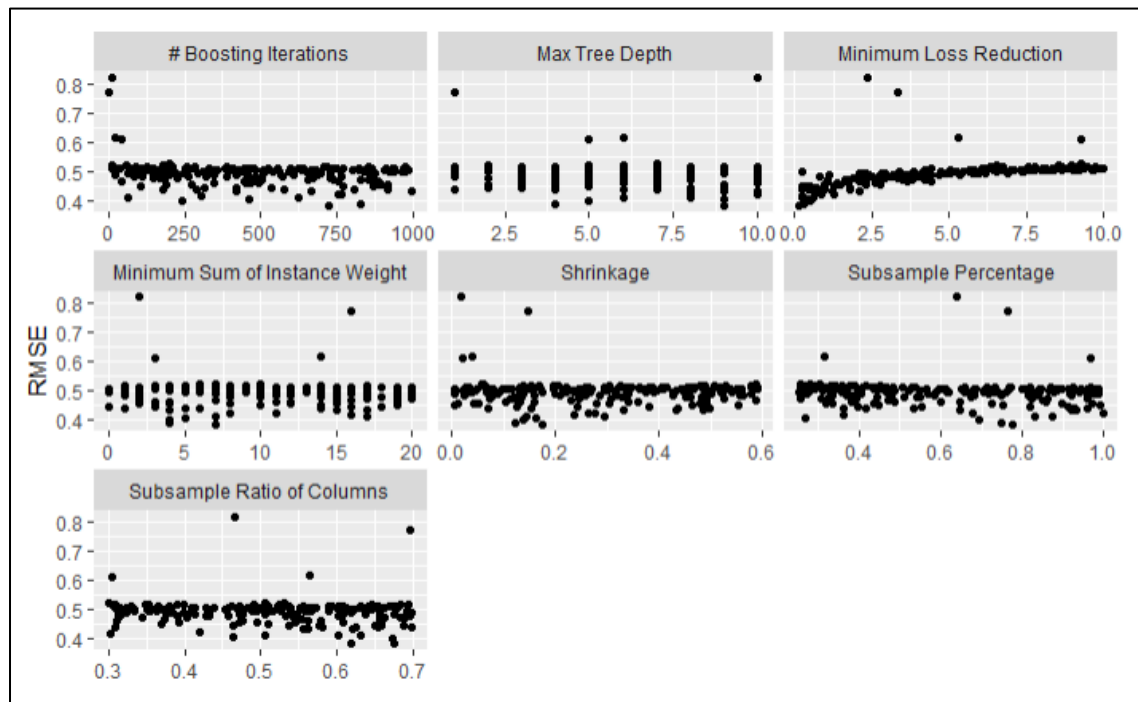 # Boosting Iterations Max Tree Depth Minimum Loss Reduction
0.8
0.7
0.6
0.5
0.4
0 250 500 750 1000 2.5 5.0 7.5 10.0 0.0 2.5 5.0 7.5 10.0
Minimum Sum of Instance Weight Shrinkage Subsample Percentage
RMSE
0.8
0.7
0.6
0.5
0.4
0 5 10 15 20 0.0 0.2 0.4 0.6 0.4 0.6 0.8 1.0
Subsample Ratio of Columns
0.8
0.7
0.6
0.5
0.4
0.3 0.4 0.5 0.6 0.7